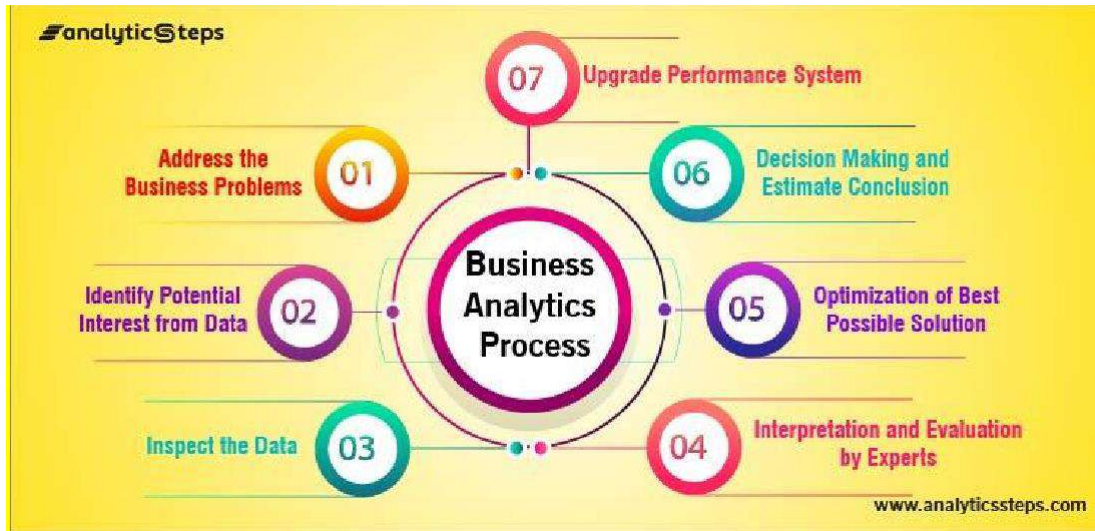 analyticSteps
07
Upgrade Performance System
Address the
Business Problems
01
06
Decision Making and
Estimate Conclusion
Business
Analytics
Process
Identify Potential
Interest from Data
02
05
Optimization of Best
Possible Solution
Inspect the Data
03
04
Interpretation and Evaluation
by Experts
www.analyticssteps.com